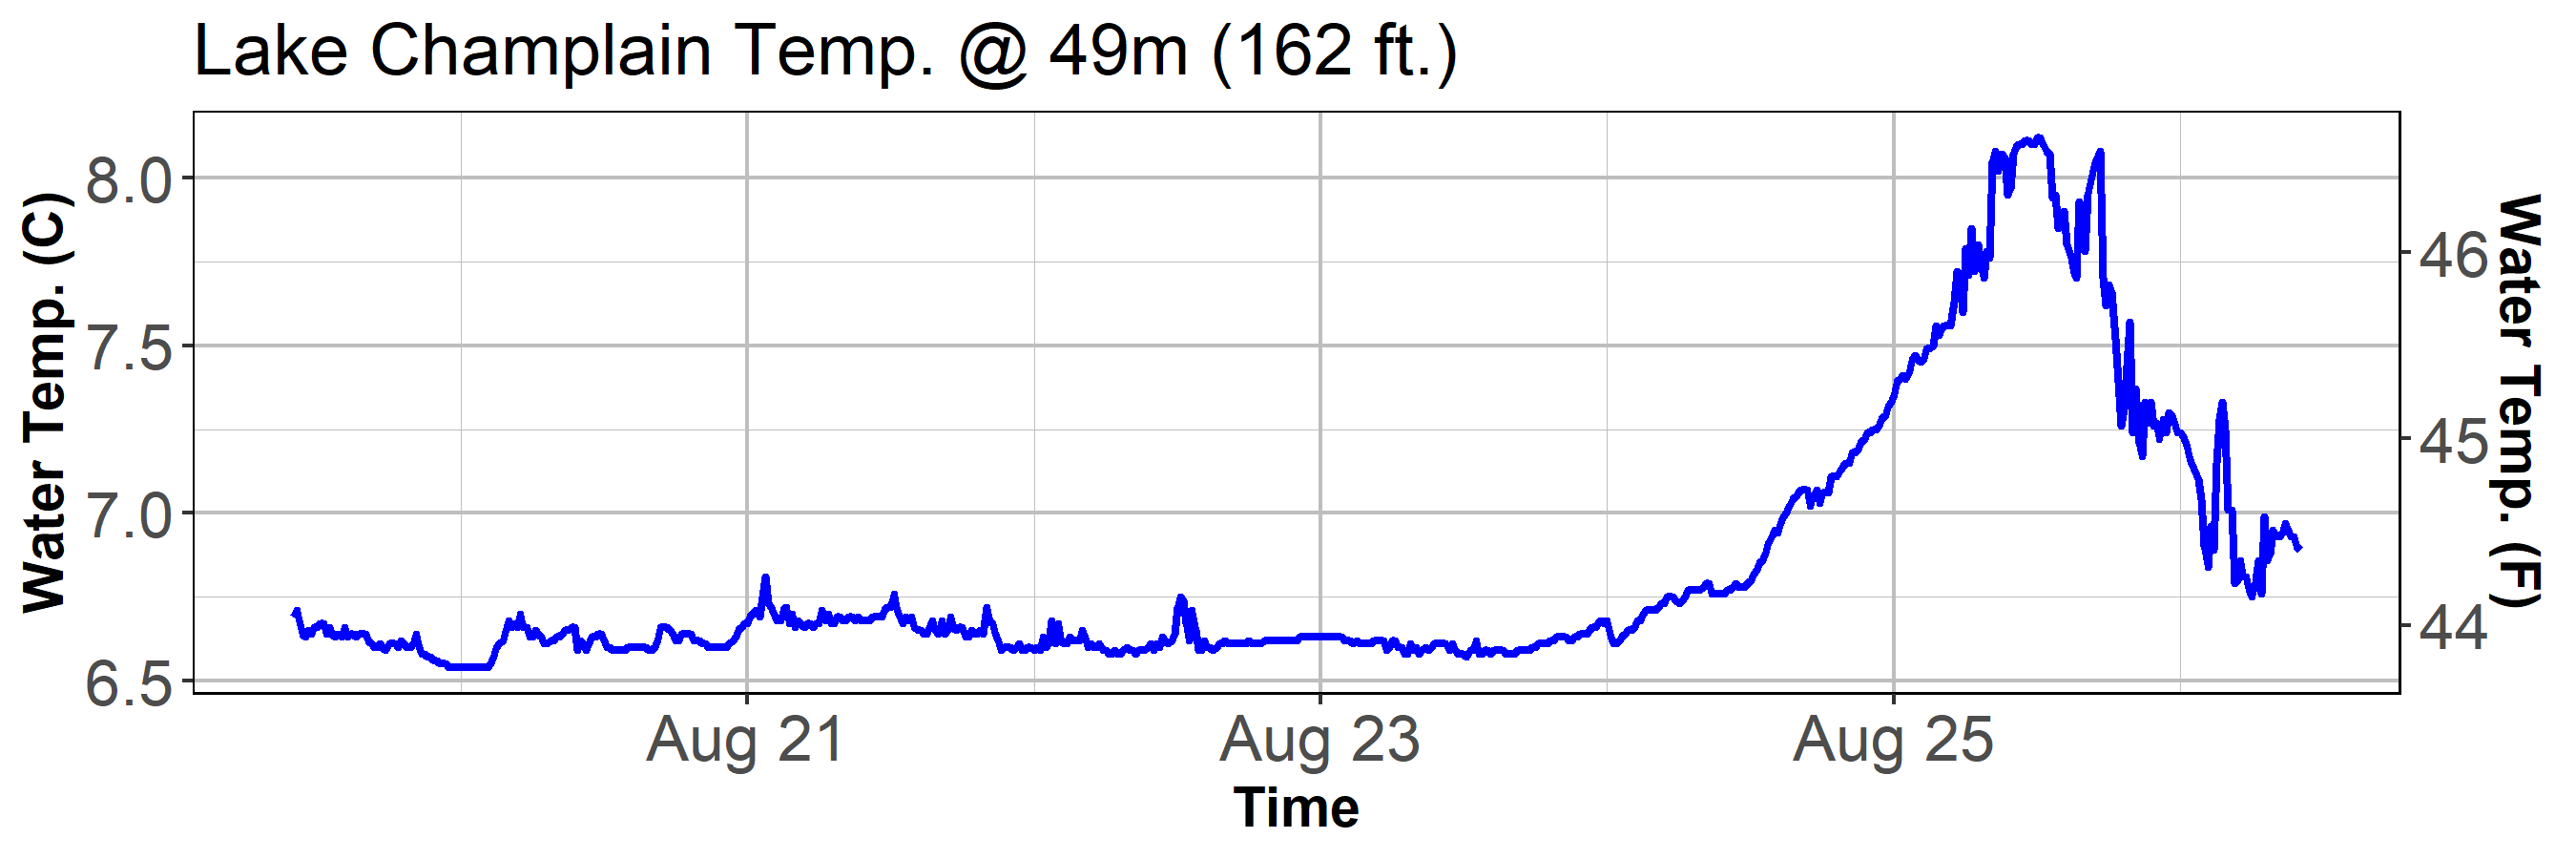 Lake Champlain Temp. @ 49m (162 ft.)
Water Temp. (C)
8.0
7.5
7.0
6.5
46
45
44
Water Temp. (F)
Aug 21
Aug 23
Aug 25
Time